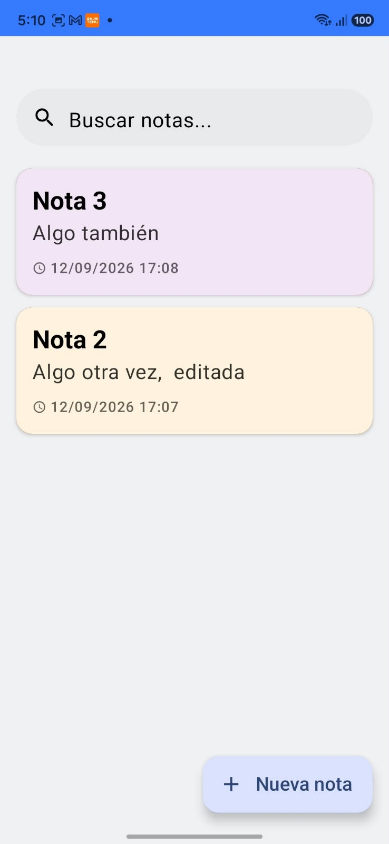 5:10
100
Buscar notas...
Nota 3
Algo también
12/09/2026 17:08
Nota 2
Algo otra vez,  editada
12/09/2026 17:07
+ Nueva nota